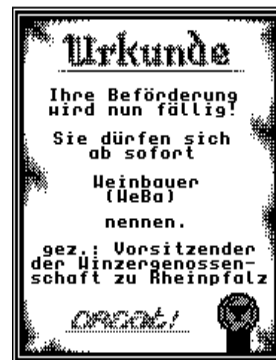 Urkunde
Ihre Beförderung
wird nun fällig!
Sie dürfen sich
ab sofort
Weinbauer
(WeBa)
nennen.
gez.: Vorsitzender
der Winzergenossen-
schaft zu Rheinpfalz